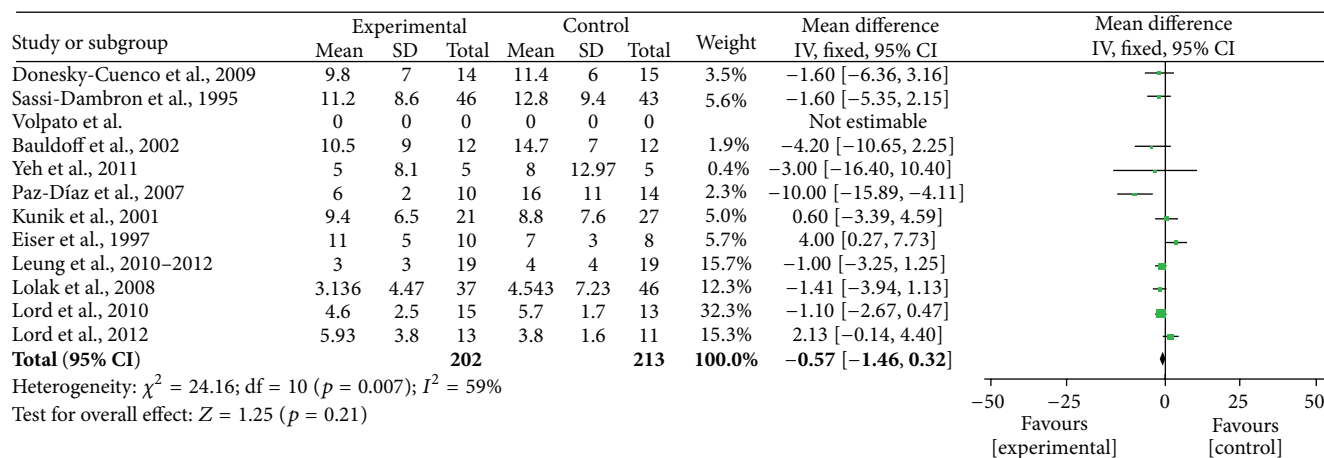 Experimental Control Mean difference Mean difference
Study or subgroup Mean SD Total Mean SD Total Weight IV, fixed, 95% CI IV, fixed, 95% CI
Donesky-Cuenco et al., 2009 9.8 7 14 11.4 6 15 3.5% −1.60 [−6.36, 3.16]
Sassi-Dambron et al., 1995 11.2 8.6 46 12.8 9.4 43 5.6% −1.60 [−5.35, 2.15]
Volpato et al. 0 0 0 0 0 0 Not estimable
Bauldoff et al., 2002 10.5 9 12 14.7 7 12 1.9% −4.20 [−10.65, 2.25]
Yeh et al., 2011 5 8.1 5 8 12.97 5 0.4% −3.00 [−16.40, 10.40]
Paz-Díaz et al., 2007 6 2 10 16 11 14 2.3% −10.00 [−15.89, −4.11]
Kunik et al., 2001 9.4 6.5 21 8.8 7.6 27 5.0% 0.60 [−3.39, 4.59]
Eiser et al., 1997 11 5 10 7 3 8 5.7% 4.00 [0.27, 7.73]
Leung et al., 2010–2012 3 3 19 4 4 19 15.7% −1.00 [−3.25, 1.25]
Lolak et al., 2008 3.136 4.47 37 4.543 7.23 46 12.3% −1.41 [−3.94, 1.13]
Lord et al., 2010 4.6 2.5 15 5.7 1.7 13 32.3% −1.10 [−2.67, 0.47]
Lord et al., 2012 5.93 3.8 13 3.8 1.6 11 15.3% 2.13 [−0.14, 4.40]
Total (95% CI) 202 213 100.0% −0.57 [−1.46, 0.32]
Heterogeneity: χ² = 24.16; df = 10 (p = 0.007); I² = 59%
Test for overall effect: Z = 1.25 (p = 0.21)
−50 −25 0 25 50
Favours Favours
[experimental] [control]